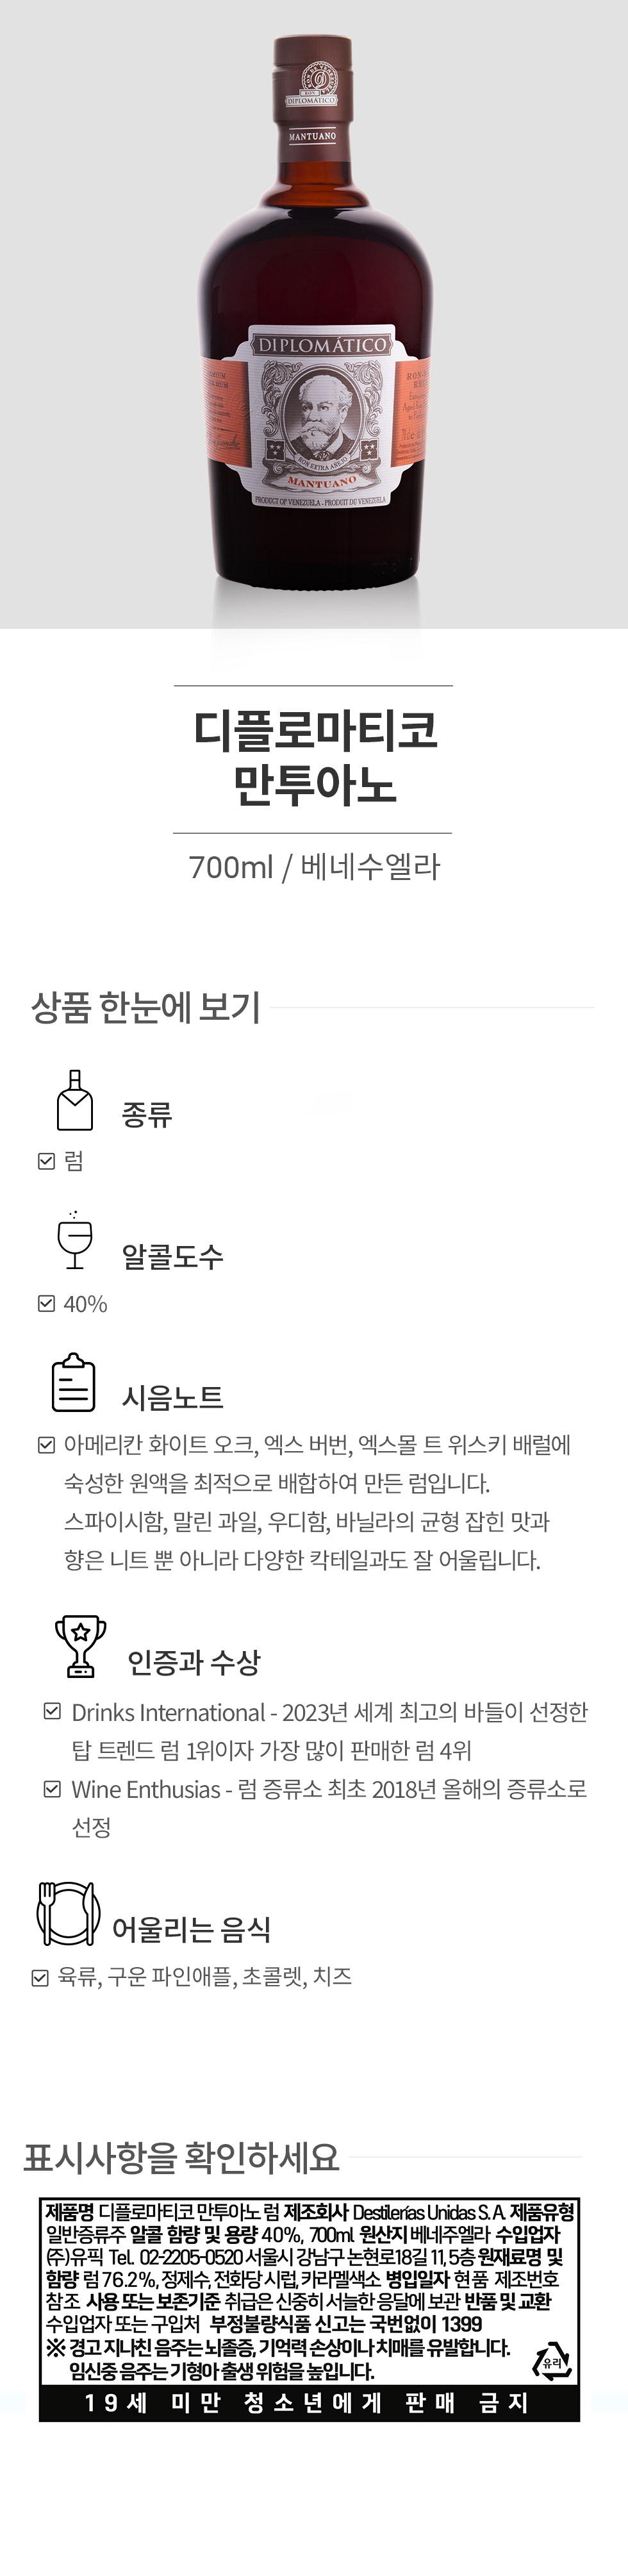 DIPLOMÁTICO
MANTUANO
DIPLOMÁTICO
RON EXTRA AÑEJO
MANTUANO
PRODUCT OF VENEZUELA - PRODUIT DU VENEZUELA
디플로마티코
만투아노
700ml / 베네수엘라
상품 한눈에 보기
종류
럼
알콜도수
40%
시음노트
아메리칸 화이트 오크, 엑스 버번, 엑스몰 트 위스키 배럴에
숙성한 원액을 최적으로 배합하여 만든 럼입니다.
스파이시함, 말린 과일, 우디함, 바닐라의 균형 잡힌 맛과
향은 니트 뿐 아니라 다양한 칵테일과도 잘 어울립니다.
인증과 수상
Drinks International - 2023년 세계 최고의 바들이 선정한
탑 트렌드 럼 1위이자 가장 많이 판매한 럼 4위
Wine Enthusias - 럼 증류소 최초 2018년 올해의 증류소로
선정
어울리는 음식
육류, 구운 파인애플, 초콜렛, 치즈
표시사항을 확인하세요
제품명 디플로마티코 만투아노 럼 제조회사 Destilerías Unidas S. A. 제품유형
일반증류주 알콜 함량 및 용량 40%, 700ml 원산지 베네주엘라 수입업자
(주)유픽 Tel. 02-2205-0520 서울시 강남구 논현로18길 11, 5층 원재료명 및
함량 럼 76.2%, 정제수, 전화당 시럽, 카라멜색소 병입일자 현품 제조번호
참조 사용 또는 보존기준 취급은 신중히 서늘한 응달에 보관 반품 및 교환
수입업자 또는 구입처 부정불량식품 신고는 국번없이 1399
※ 경고 지나친 음주는 뇌졸증, 기억력 손상이나 치매를 유발합니다.
임신중 음주는 기형아 출생 위험을 높입니다.
유리
19세 미만 청소년에게 판매 금지